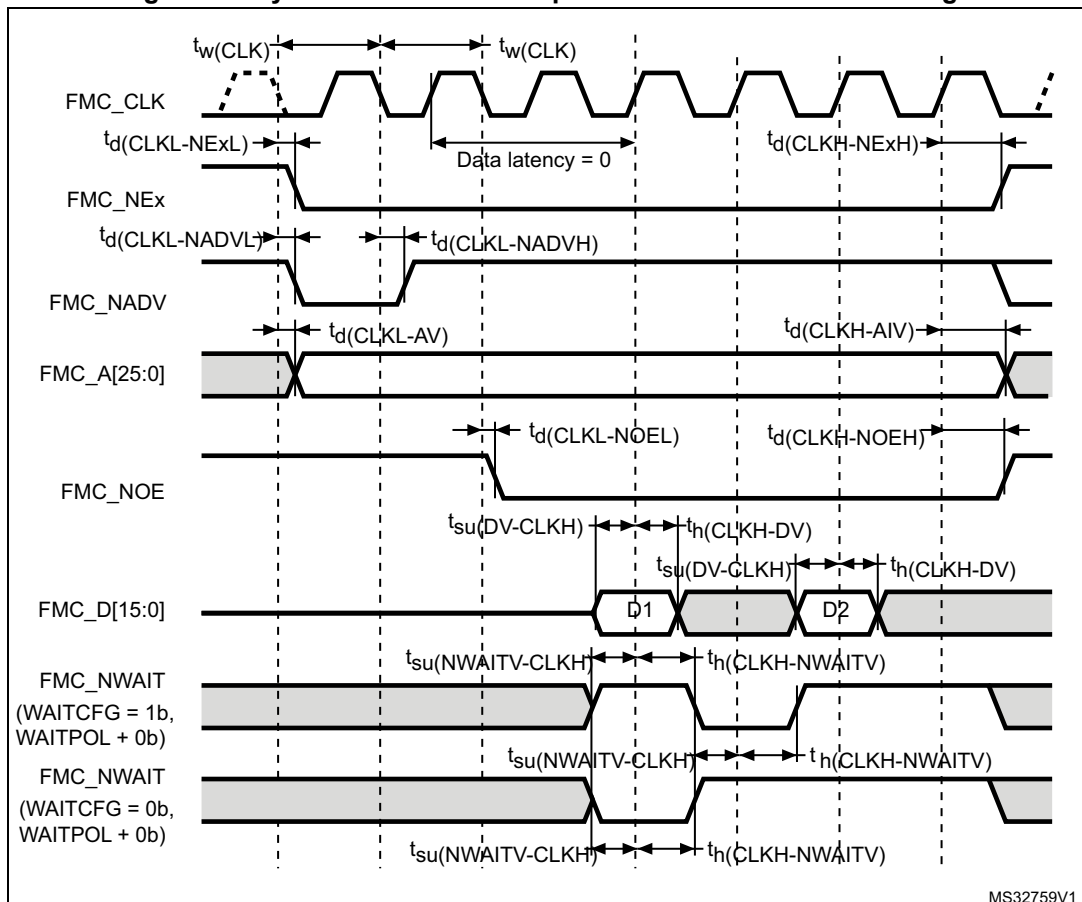 tw(CLK)
tw(CLK)
FMC_CLK
td(CLKL-NExL)
Data latency = 0
td(CLKH-NExH)
FMC_NEx
td(CLKL-NADVL)
td(CLKL-NADVH)
FMC_NADV
td(CLKL-AV)
td(CLKH-AIV)
FMC_A[25:0]
td(CLKL-NOEL)
td(CLKH-NOEH)
FMC_NOE
tsu(DV-CLKH)
th(CLKH-DV)
tsu(DV-CLKH)
th(CLKH-DV)
FMC_D[15:0]
D1
D2
tsu(NWAITV-CLKH)
th(CLKH-NWAITV)
FMC_NWAIT
(WAITCFG = 1b,
WAITPOL + 0b)
tsu(NWAITV-CLKH)
th(CLKH-NWAITV)
FMC_NWAIT
(WAITCFG = 0b,
WAITPOL + 0b)
tsu(NWAITV-CLKH)
th(CLKH-NWAITV)
MS32759V1